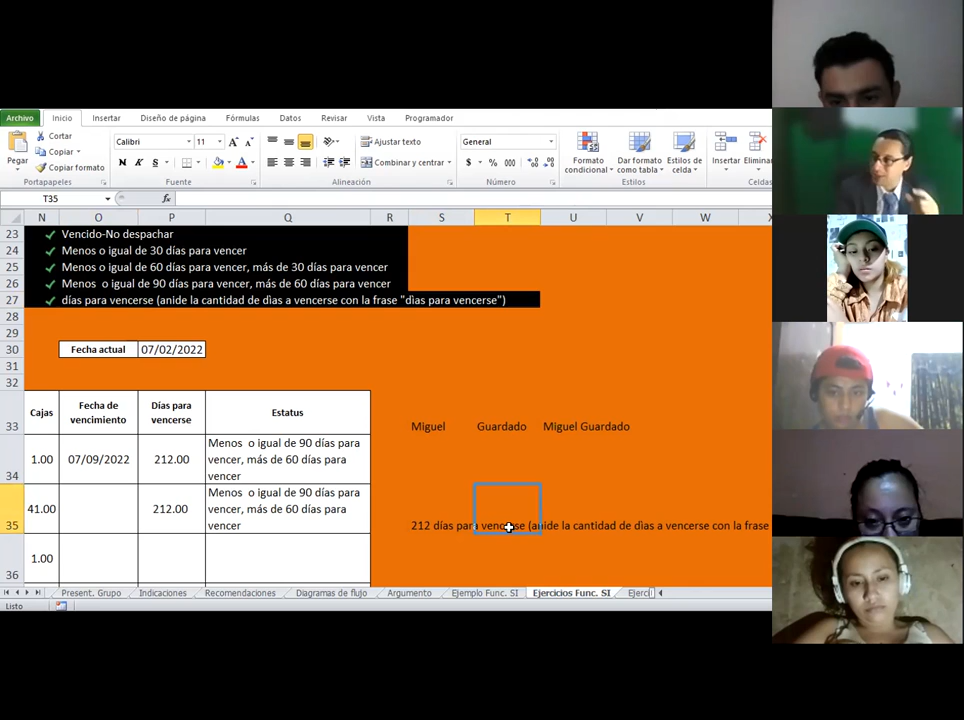 Archivo Inicio Insertar Diseño de página Fórmulas Datos Revisar Vista Programador
Cortar
Copiar
Copiar formato
Pegar
Portapapeles
Calibri 11
N K S
Fuente
Ajustar texto
Combinar y centrar
Alineación
General
$ % 000
Número
Formato condicional
Dar formato como tabla
Estilos de celda
Estilos
Insertar
Eliminar
Celdas
T35 fx
N O P Q R S T U V W X
23 Vencido-No despachar
24 Menos o igual de 30 días para vencer
25 Menos o igual de 60 días para vencer, más de 30 días para vencer
26 Menos o igual de 90 días para vencer, más de 60 días para vencer
27 días para vencerse (anide la cantidad de dìas a vencerse con la frase "dìas para vencerse")
28
29
30 Fecha actual 07/02/2022
31
32
33 Cajas Fecha de vencimiento Días para vencerse Estatus Miguel Guardado Miguel Guardado
34 1.00 07/09/2022 212.00 Menos o igual de 90 días para
vencer, más de 60 días para
vencer
35 41.00 212.00 Menos o igual de 90 días para
vencer, más de 60 días para
vencer
212 días para vencerse (anide la cantidad de dìas a vencerse con la frase
36 1.00
Present. Grupo Indicaciones Recomendaciones Diagramas de flujo Argumento Ejemplo Func. SI Ejercicios Func. SI Ejerci
Listo